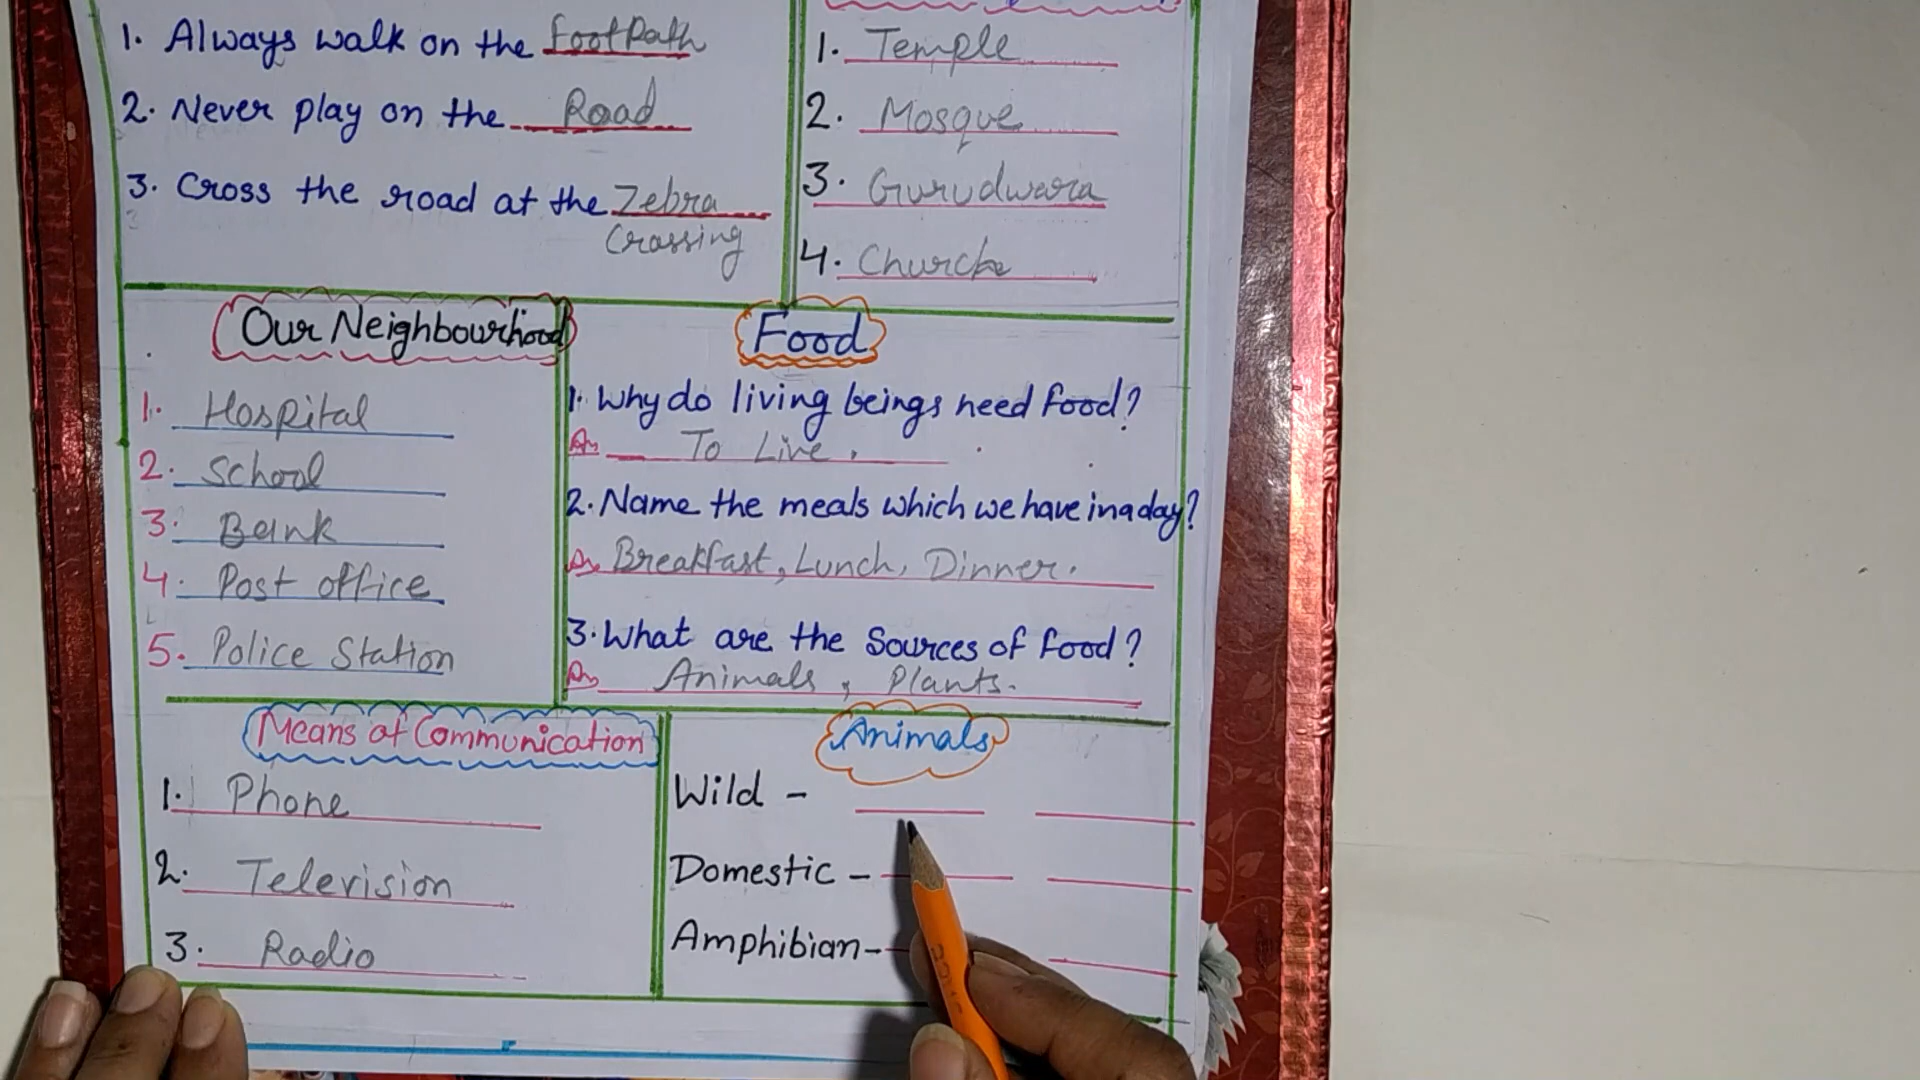 1. Always walk on the FootPath
2. Never play on the Road
3. Cross the road at the Zebra
Crossing
1. Temple
2. Mosque
3. Gurudwara
4. Church
Our Neighbourhood
1. Hospital
2. School
3. Bank
4. Post office
5. Police Station
Food
1. Why do living beings need food?
An To Live.
2. Name the meals which we have in a day?
An Breakfast, Lunch, Dinner.
3. What are the Sources of food?
An Animals, Plants.
Means of Communication
1. Phone
2. Television
3. Radio
Animals
Wild -
Domestic -
Amphibian -